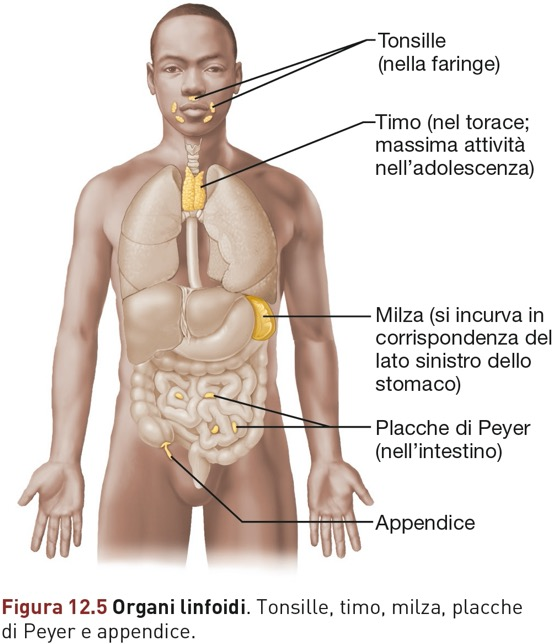 Tonsille
(nella faringe)
Timo (nel torace;
massima attività
nell'adolescenza)
Milza (si incurva in
corrispondenza del
lato sinistro dello
stomaco)
Placche di Peyer
(nell'intestino)
Appendice
Figura 12.5 Organi linfoidi. Tonsille, timo, milza, placche
di Peyer e appendice.